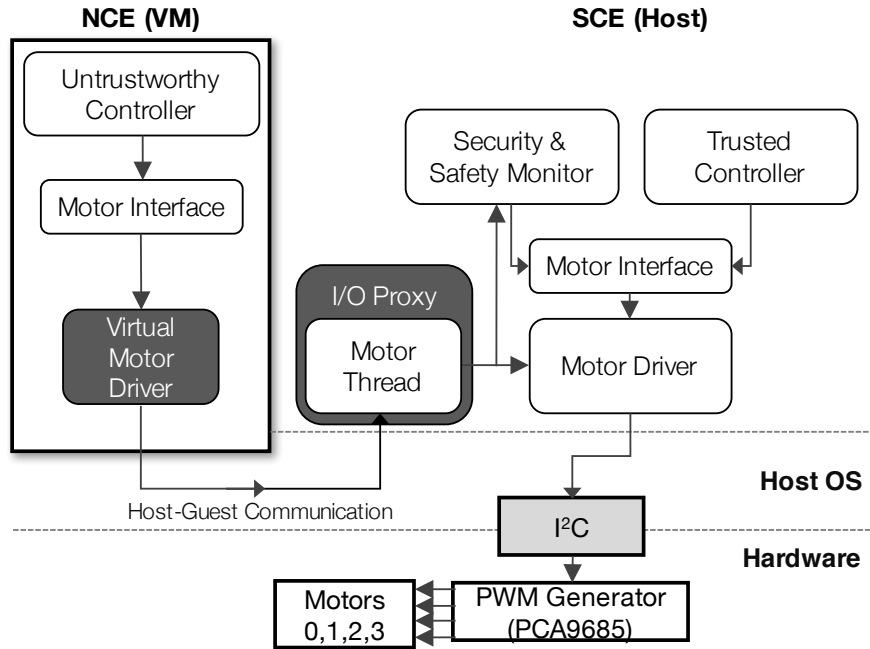 NCE (VM)
SCE (Host)
Untrustworthy
Controller
Motor Interface
Virtual
Motor
Driver
Security &
Safety Monitor
Trusted
Controller
Motor Interface
I/O Proxy
Motor
Thread
Motor Driver
Host-Guest Communication
Host OS
I²C
Hardware
Motors
0,1,2,3
PWM Generator
(PCA9685)